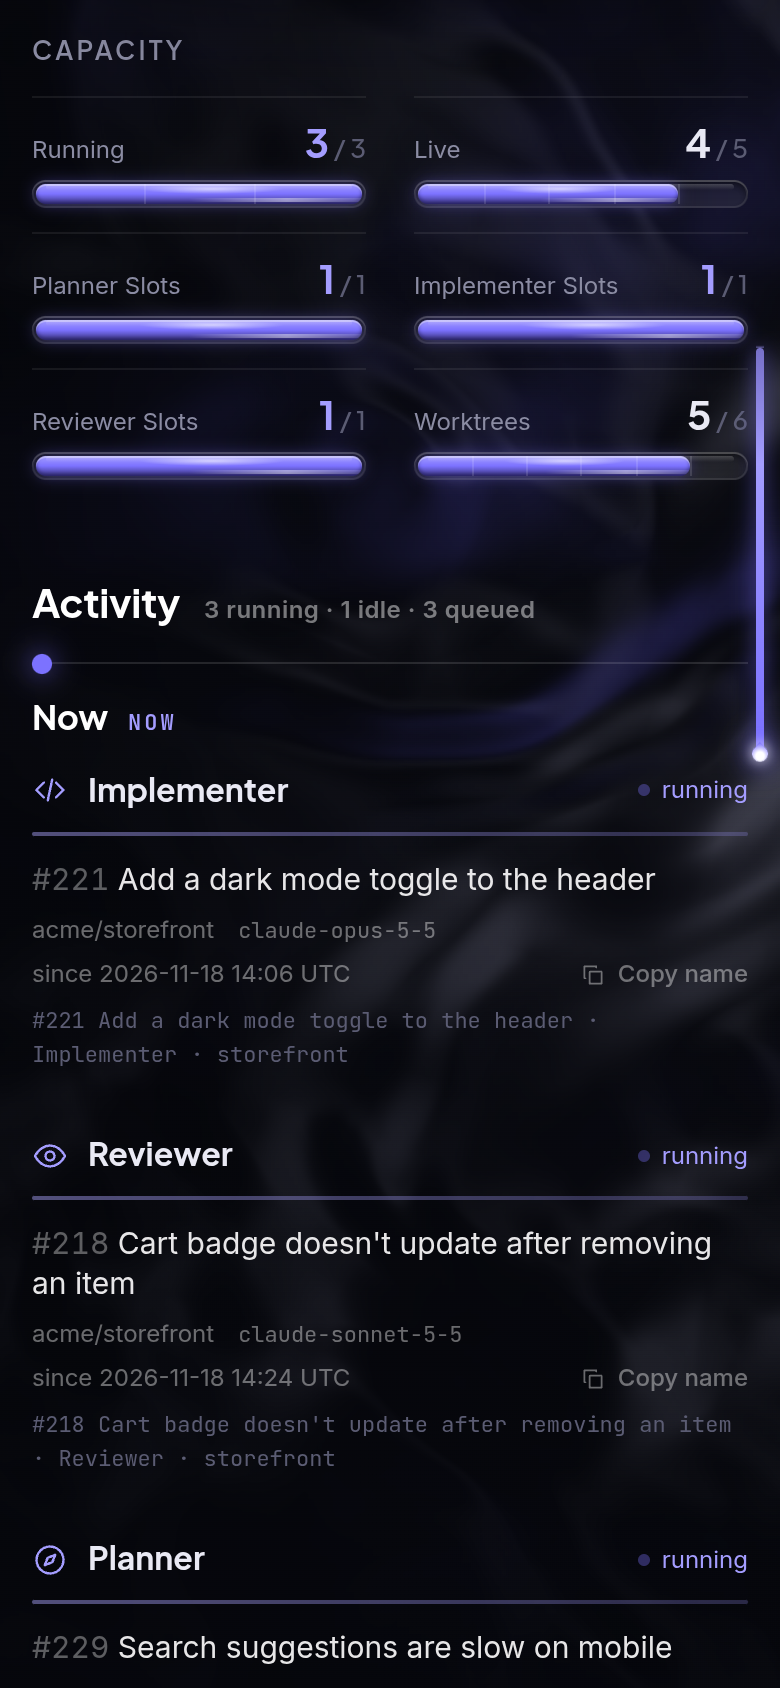 CAPACITY
Running 3 / 3
Live 4 / 5
Planner Slots 1 / 1
Implementer Slots 1 / 1
Reviewer Slots 1 / 1
Worktrees 5 / 6
Activity 3 running · 1 idle · 3 queued
Now NOW
Implementer running
#221 Add a dark mode toggle to the header
acme/storefront claude-opus-5-5
since 2026-11-18 14:06 UTC Copy name
#221 Add a dark mode toggle to the header ·
Implementer · storefront
Reviewer running
#218 Cart badge doesn't update after removing
an item
acme/storefront claude-sonnet-5-5
since 2026-11-18 14:24 UTC Copy name
#218 Cart badge doesn't update after removing an item
· Reviewer · storefront
Planner running
#229 Search suggestions are slow on mobile